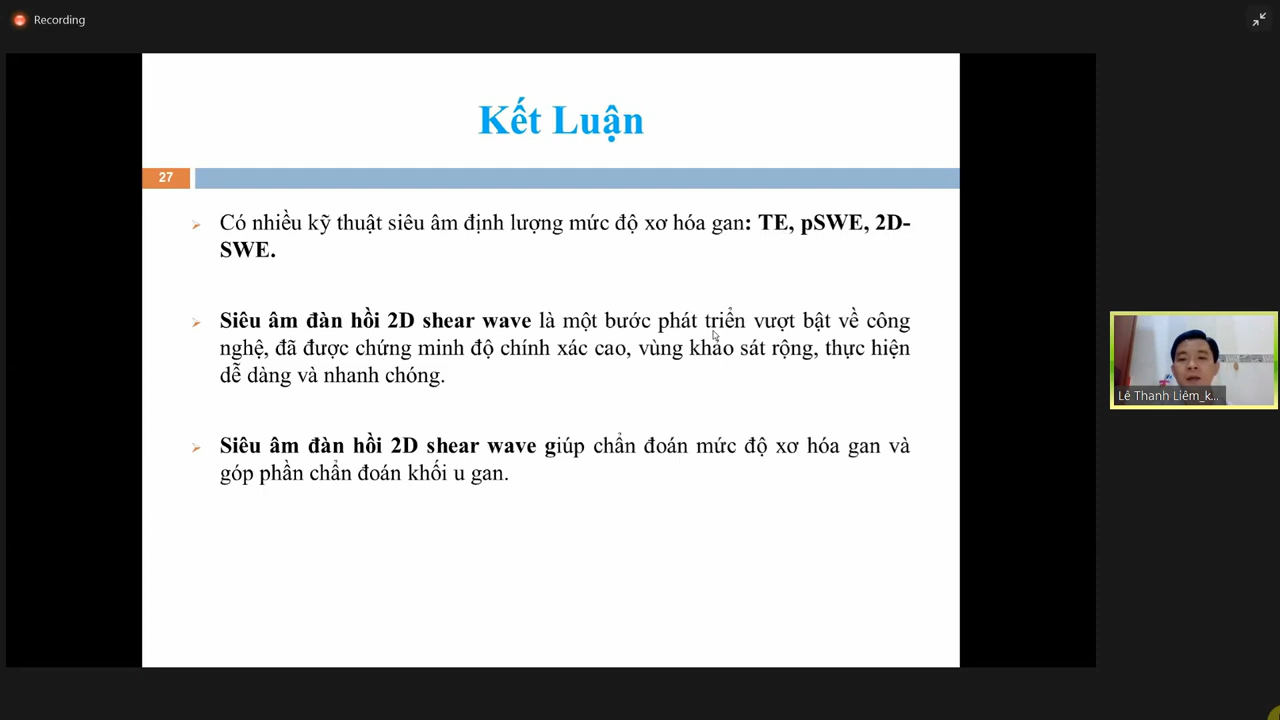 Recording
Kết Luận
27
Có nhiều kỹ thuật siêu âm định lượng mức độ xơ hóa gan: TE, pSWE, 2D-
SWE.
Siêu âm đàn hồi 2D shear wave là một bước phát triển vượt bật về công
nghệ, đã được chứng minh độ chính xác cao, vùng khảo sát rộng, thực hiện
dễ dàng và nhanh chóng.
Siêu âm đàn hồi 2D shear wave giúp chẩn đoán mức độ xơ hóa gan và
góp phần chẩn đoán khối u gan.
Lê Thanh Liêm_k...